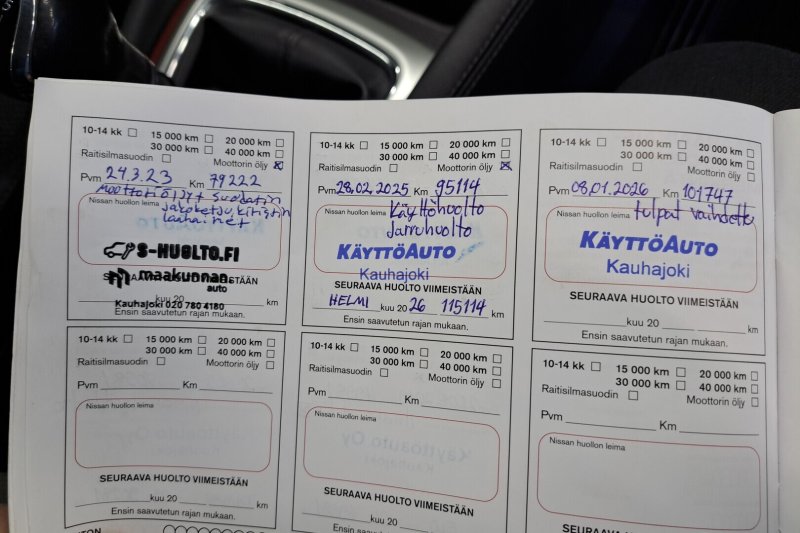 10-14 kk 15 000 km 20 000 km
30 000 km 40 000 km
Raitisilmasuodin Moottorin öljy
Pvm 24.3.23 Km 79222
moottoriöljyt suodatin
Nissan huollon leima
jakoketju, kiristin
laahaimet
S-HUOLTO.FI
maakunnan
auto
kuu 20 km
Kauhajoki 020 780 4180
Ensin saavutetun rajan mukaan.
10-14 kk 15 000 km 20 000 km
30 000 km 40 000 km
Raitisilmasuodin Moottorin öljy
Pvm 28.02.2025 Km 95114
Nissan huollon leima
Käyttöhuolto
Jarruhuolto
KÄYTTÖAUTO
Kauhajoki
SEURAAVA HUOLTO VIIMEISTÄÄN
HELMI kuu 20 26 115114 km
Ensin saavutetun rajan mukaan.
10-14 kk 15 000 km 20 000 km
30 000 km 40 000 km
Raitisilmasuodin Moottorin öljy
Pvm 08.01.2026 Km 101747
Nissan huollon leima
tulpat vaihdettu
KÄYTTÖAUTO
Kauhajoki
SEURAAVA HUOLTO VIIMEISTÄÄN
kuu 20 km
Ensin saavutetun rajan mukaan.
10-14 kk 15 000 km 20 000 km
30 000 km 40 000 km
Raitisilmasuodin Moottorin öljy
Pvm Km
Nissan huollon leima
SEURAAVA HUOLTO VIIMEISTÄÄN
kuu 20 km
Ensin saavutetun rajan mukaan.
10-14 kk 15 000 km 20 000 km
30 000 km 40 000 km
Raitisilmasuodin Moottorin öljy
Pvm Km
Nissan huollon leima
SEURAAVA HUOLTO VIIMEISTÄÄN
kuu 20 km
Ensin saavutetun rajan mukaan.
10-14 kk 15 000 km 20 000 km
30 000 km 40 000 km
Raitisilmasuodin Moottorin öljy
Pvm Km
Nissan huollon leima
SEURAAVA HUOLTO VIIMEISTÄÄN